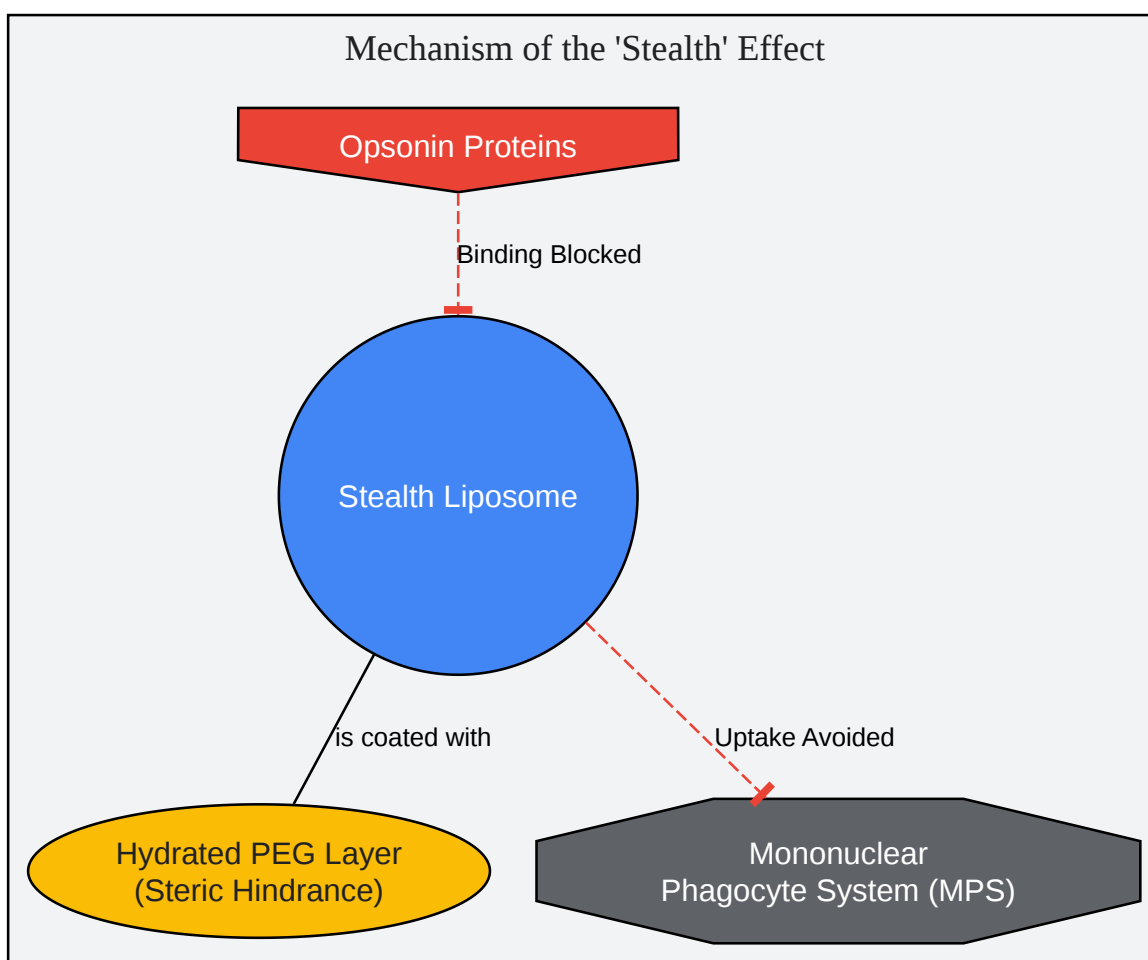 Mechanism of the 'Stealth' Effect
Opsonin Proteins
Binding Blocked
Stealth Liposome
is coated with
Uptake Avoided
Hydrated PEG Layer
(Steric Hindrance)
Mononuclear
Phagocyte System (MPS)